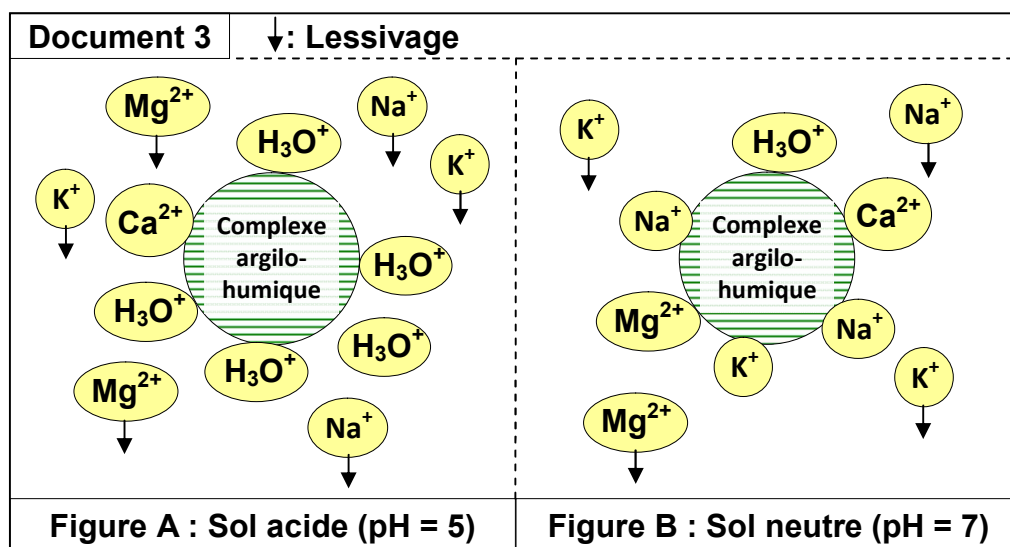 Document 3
↓: Lessivage
Mg²⁺
Na⁺
H₃O⁺
K⁺
K⁺
Ca²⁺
Complexe
argilo-
humique
H₃O⁺
H₃O⁺
H₃O⁺
H₃O⁺
Mg²⁺
Na⁺
Figure A : Sol acide (pH = 5)
K⁺
Na⁺
H₃O⁺
Na⁺
Ca²⁺
Complexe
argilo-
humique
Mg²⁺
Na⁺
K⁺
K⁺
Mg²⁺
Figure B : Sol neutre (pH = 7)